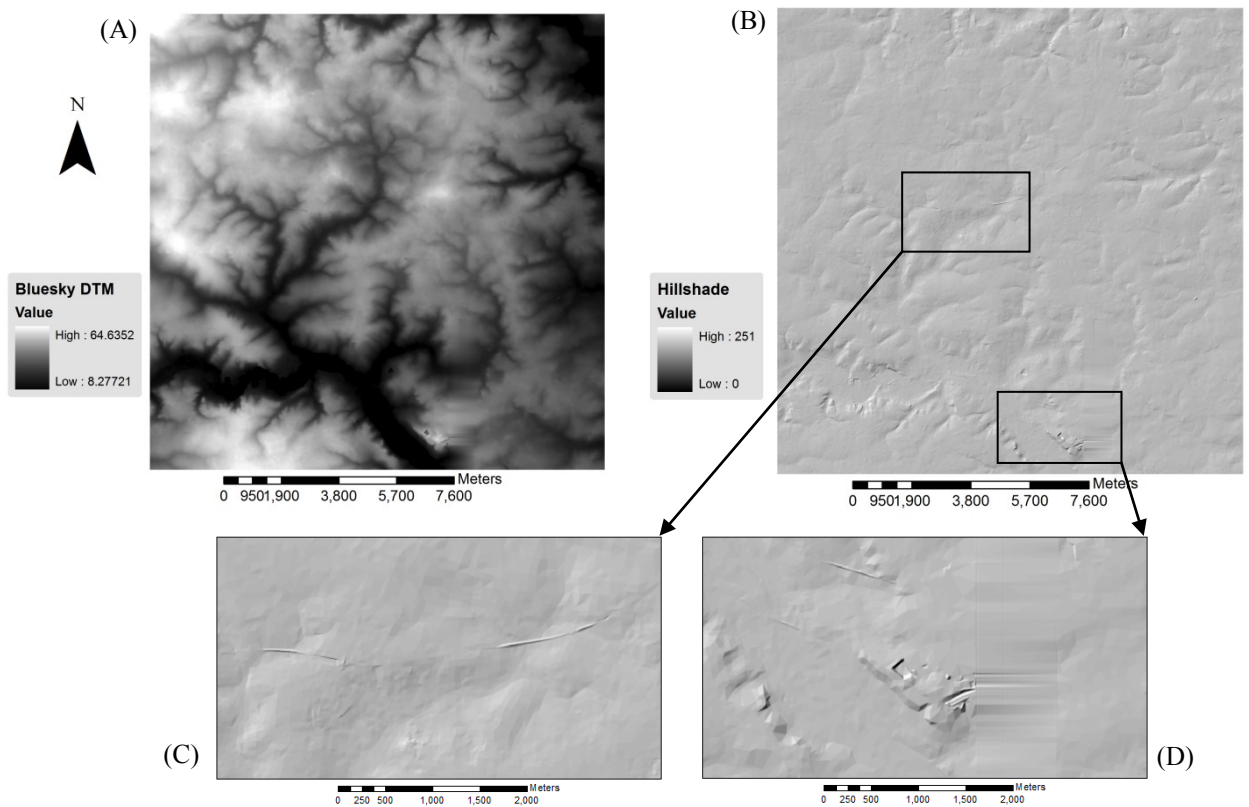 (A)
(B)
N
Bluesky DTM
Value
High : 64.6352
Low : 8.27721
Hillshade
Value
High : 251
Low : 0
Meters
0 9501,900 3,800 5,700 7,600
Meters
0 9501,900 3,800 5,700 7,600
(C)
(D)
Meters
0 250 500 1,000 1,500 2,000
Meters
0 250 500 1,000 1,500 2,000